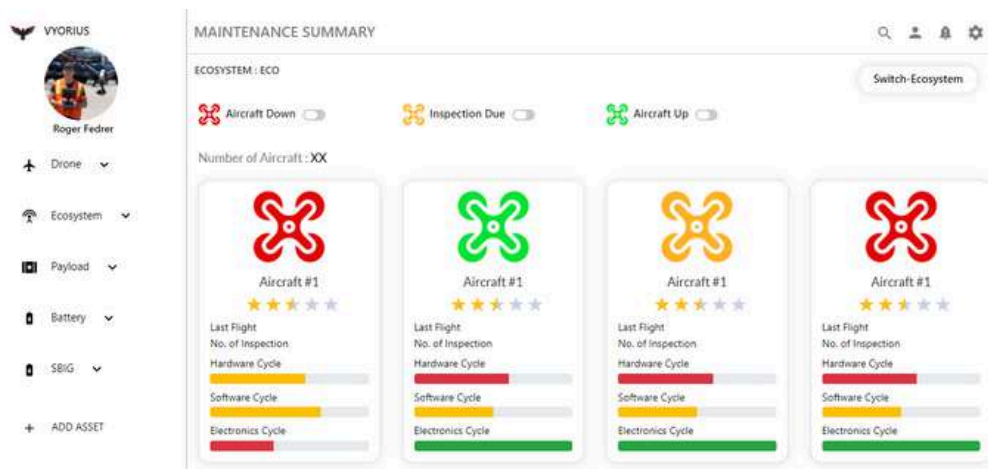 VYORIUS
Roger Fedrer
Drone
Ecosystem
Payload
Battery
SBIG
ADD ASSET
MAINTENANCE SUMMARY
ECOSYSTEM : ECO
Switch-Ecosystem
Aircraft Down
Inspection Due
Aircraft Up
Number of Aircraft : XX
Aircraft #1
Last Flight
No. of Inspection
Hardware Cycle
Software Cycle
Electronics Cycle
Aircraft #1
Last Flight
No. of Inspection
Hardware Cycle
Software Cycle
Electronics Cycle
Aircraft #1
Last Flight
No. of Inspection
Hardware Cycle
Software Cycle
Electronics Cycle
Aircraft #1
Last Flight
No. of Inspection
Hardware Cycle
Software Cycle
Electronics Cycle